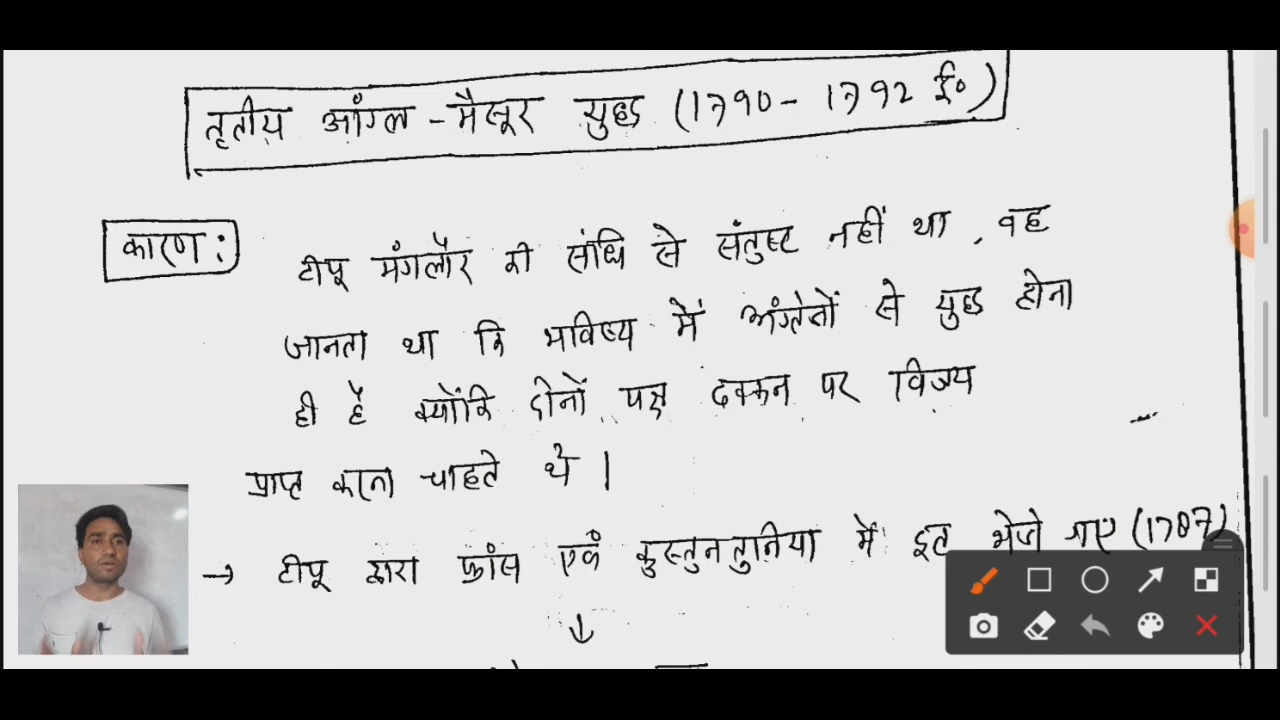 तृतीय आंग्ल - मैसूर युद्ध (1790 - 1792 ई०)
कारण :
टीपू मंगलौर की संधि से संतुष्ट नहीं था , वह
जानता था कि भविष्य में अंग्रेजों से युद्ध होना
ही है क्योंकि दोनों पक्ष दक्कन पर विजय
प्राप्त करना चाहते थे ।
→ टीपू द्वारा फ्रांस एवं कुस्तुनतुनिया में दूत भेजे गए (1787)
↓